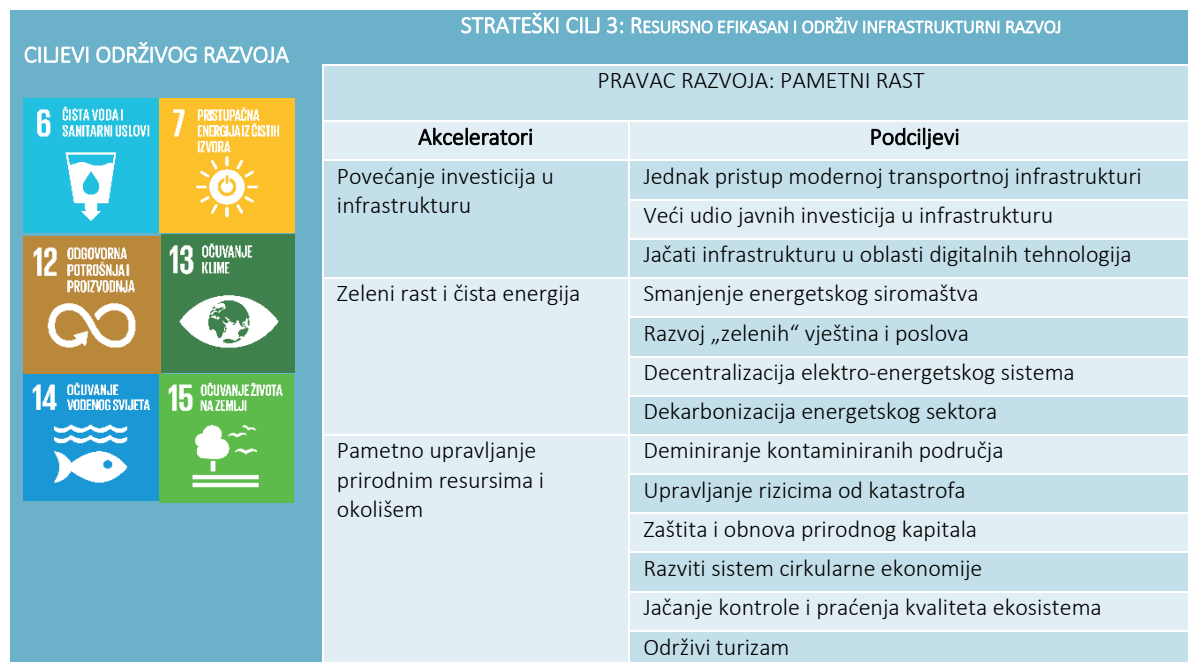 STRATEŠKI CILJ 3: RESURSNO EFIKASAN I ODRŽIV INFRASTRUKTURNI RAZVOJ
CILJEVI ODRŽIVOG RAZVOJA
6 ČISTA VODA I
SANITARNI USLOVI
7 PRISTUPAČNA
ENERGIJA IZ ČISTIH
IZVORA
12 ODGOVORNA
POTROŠNJA I
PROIZVODNJA
13 OČUVANJE
KLIME
14 OČUVANJE
VODENOG SVIJETA
15 OČUVANJE ŽIVOTA
NA ZEMLJI
PRAVAC RAZVOJA: PAMETNI RAST
Akceleratori
Podciljevi
Povećanje investicija u
infrastrukturu
Jednak pristup modernoj transportnoj infrastrukturi
Veći udio javnih investicija u infrastrukturu
Jačati infrastrukturu u oblasti digitalnih tehnologija
Zeleni rast i čista energija
Smanjenje energetskog siromaštva
Razvoj „zelenih“ vještina i poslova
Decentralizacija elektro-energetskog sistema
Dekarbonizacija energetskog sektora
Pametno upravljanje
prirodnim resursima i
okolišem
Deminiranje kontaminiranih područja
Upravljanje rizicima od katastrofa
Zaštita i obnova prirodnog kapitala
Razviti sistem cirkularne ekonomije
Jačanje kontrole i praćenja kvaliteta ekosistema
Održivi turizam